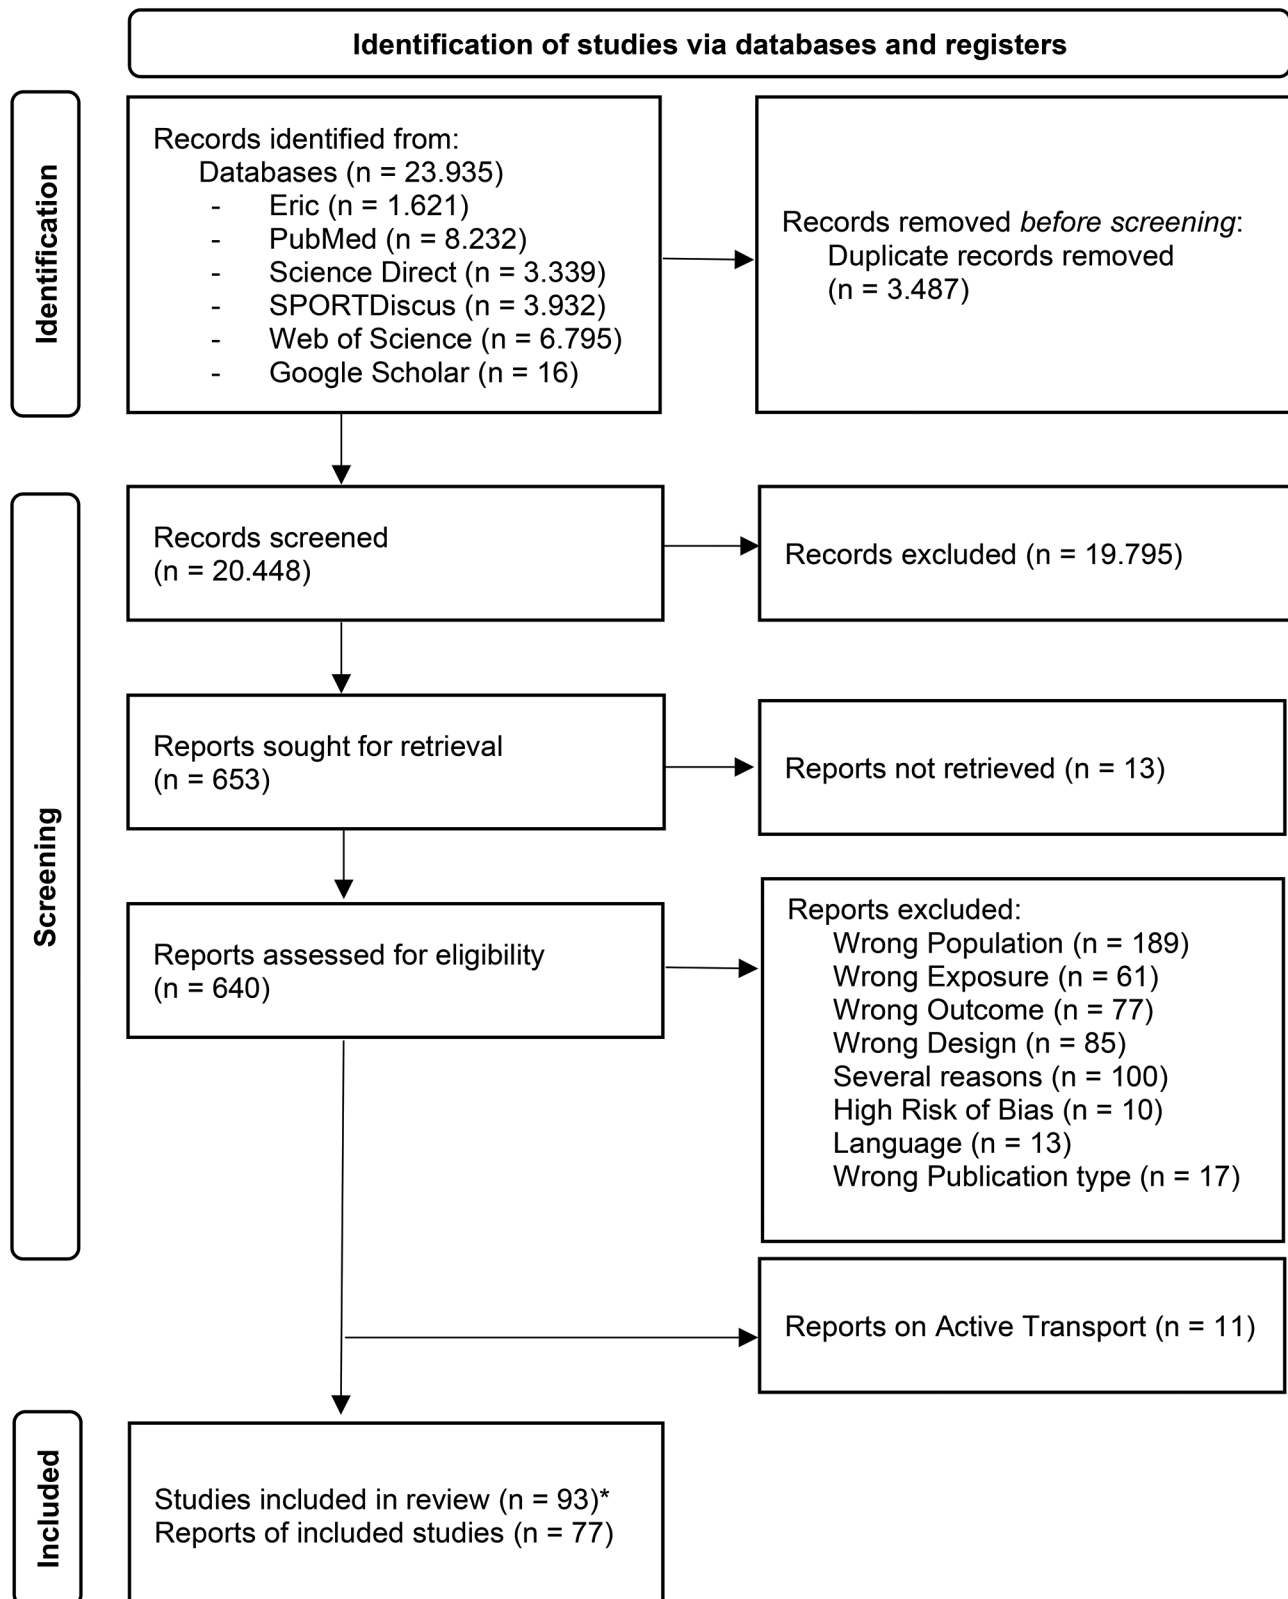 Identification of studies via databases and registers
Identification
Records identified from:
Databases (n = 23.935)
- Eric (n = 1.621)
- PubMed (n = 8.232)
- Science Direct (n = 3.339)
- SPORTDiscus (n = 3.932)
- Web of Science (n = 6.795)
- Google Scholar (n = 16)
Records removed before screening:
Duplicate records removed
(n = 3.487)
Screening
Records screened
(n = 20.448)
Records excluded (n = 19.795)
Reports sought for retrieval
(n = 653)
Reports not retrieved (n = 13)
Reports assessed for eligibility
(n = 640)
Reports excluded:
Wrong Population (n = 189)
Wrong Exposure (n = 61)
Wrong Outcome (n = 77)
Wrong Design (n = 85)
Several reasons (n = 100)
High Risk of Bias (n = 10)
Language (n = 13)
Wrong Publication type (n = 17)
Reports on Active Transport (n = 11)
Included
Studies included in review (n = 93)*
Reports of included studies (n = 77)